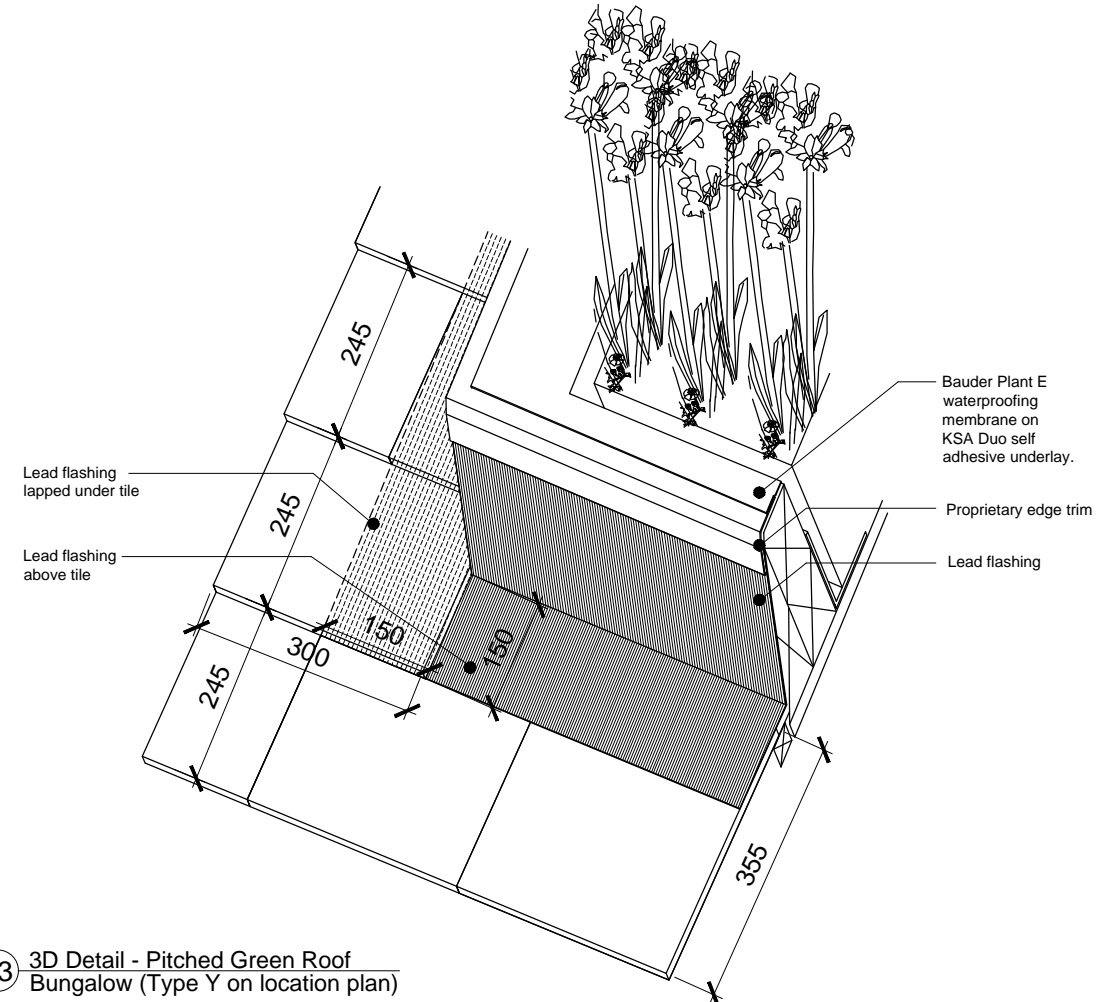 245
245
245
Lead flashing
lapped under tile
Lead flashing
above tile
150
300
150
355
Bauder Plant E
waterproofing
membrane on
KSA Duo self
adhesive underlay.
Proprietary edge trim
Lead flashing
3
3D Detail - Pitched Green Roof
Bungalow (Type Y on location plan)